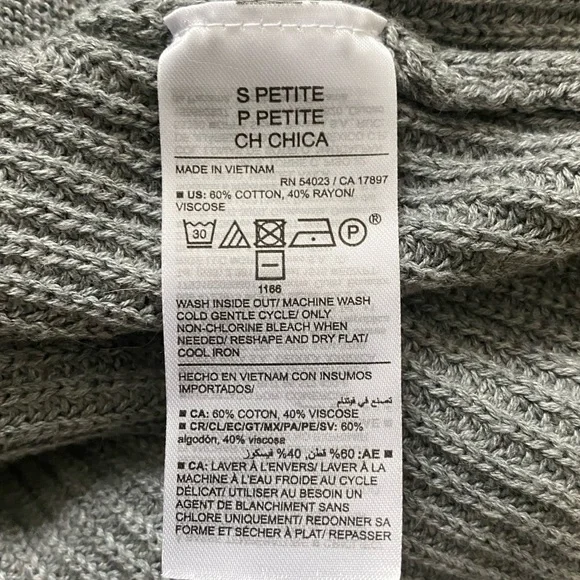 S PETITE
P PETITE
CH CHICA
MADE IN VIETNAM
RN 54023 / CA 17897
■ US: 60% COTTON, 40% RAYON/
VISCOSE
30
P®
1166
WASH INSIDE OUT/ MACHINE WASH
COLD GENTLE CYCLE/ ONLY
NON-CHLORINE BLEACH WHEN
NEEDED/ RESHAPE AND DRY FLAT/
COOL IRON
HECHO EN VIETNAM CON INSUMOS
IMPORTADOS/
تصنع في فيتنام
■ CA: 60% COTON, 40% VISCOSE
■ CR/CL/EC/GT/MX/PA/PE/SV: 60%
algodón, 40% viscosa
■ AE: 60% قطن, 40% فيسكوز
■ CA: LAVER À L'ENVERS/ LAVER À LA
MACHINE À L'EAU FROIDE AU CYCLE
DÉLICAT/ UTILISER AU BESOIN UN
AGENT DE BLANCHIMENT SANS
CHLORE UNIQUEMENT/ REDONNER SA
FORME ET SÉCHER À PLAT/ REPASSER